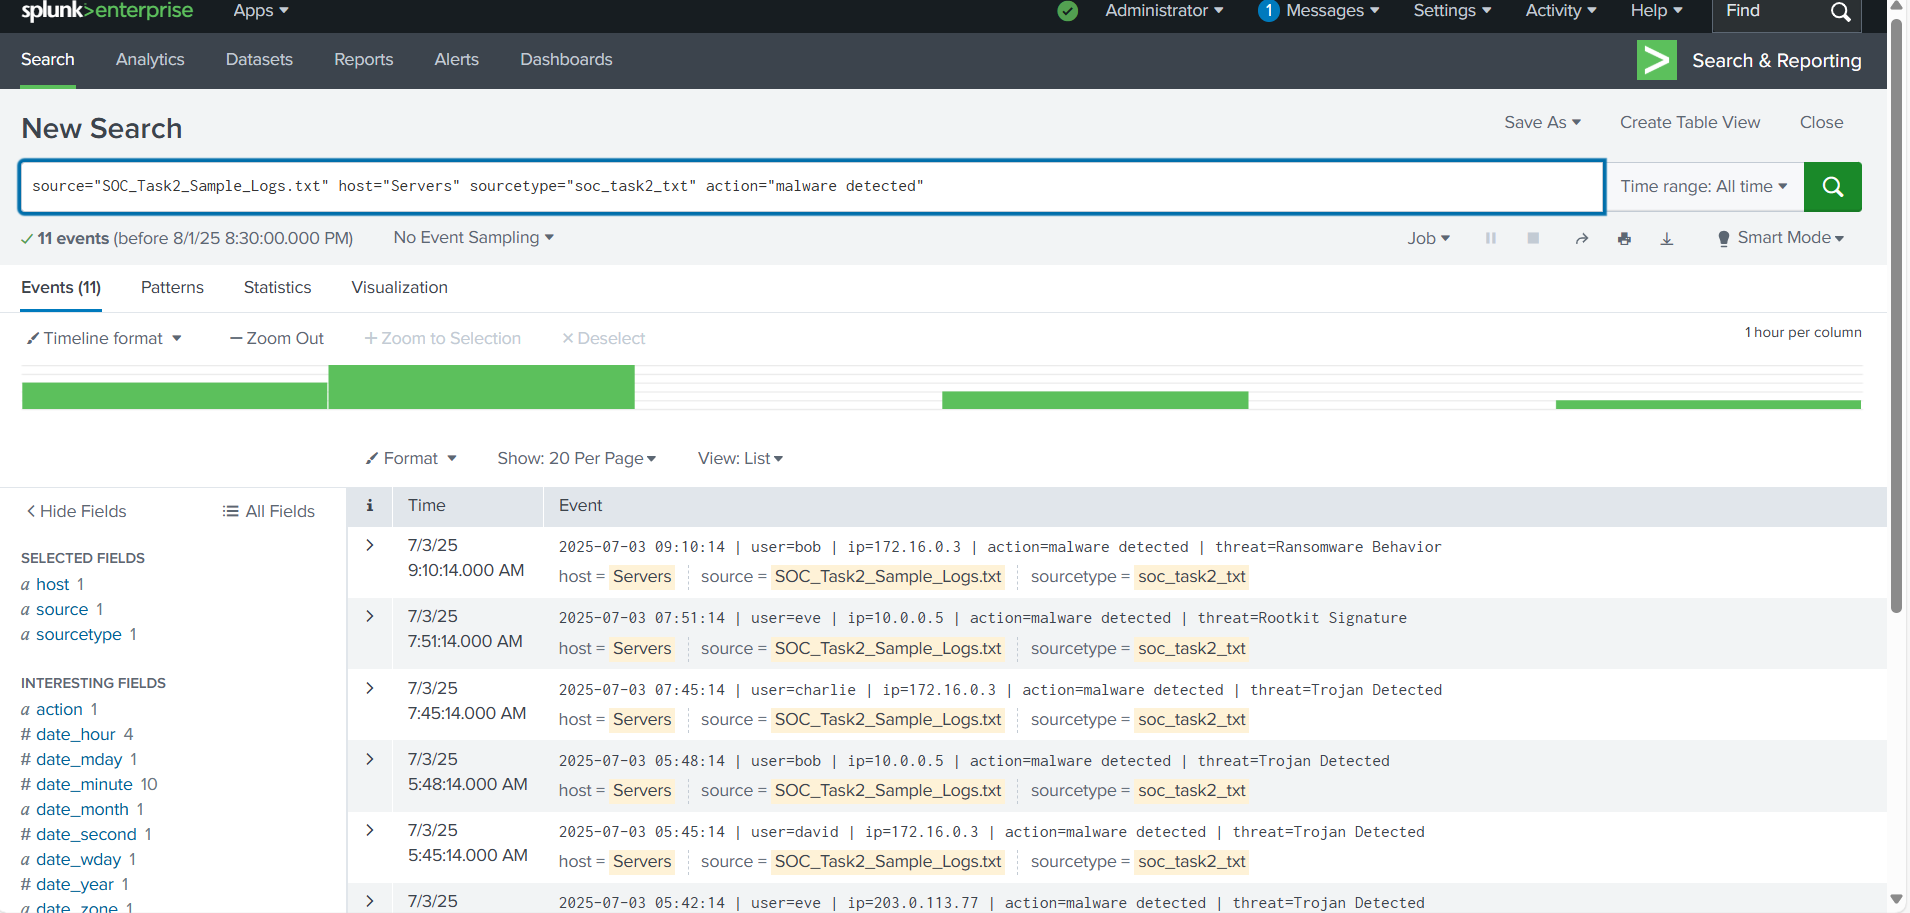 splunk>enterprise Apps Administrator 1 Messages Settings Activity Help Find
Search Analytics Datasets Reports Alerts Dashboards > Search & Reporting
New Search Save As Create Table View Close
source="SOC_Task2_Sample_Logs.txt" host="Servers" sourcetype="soc_task2_txt" action="malware detected" Time range: All time
11 events (before 8/1/25 8:30:00.000 PM) No Event Sampling Job Smart Mode
Events (11) Patterns Statistics Visualization
Timeline format — Zoom Out + Zoom to Selection × Deselect 1 hour per column
Format Show: 20 Per Page View: List
< Hide Fields All Fields
SELECTED FIELDS
a host 1
a source 1
a sourcetype 1
INTERESTING FIELDS
a action 1
# date_hour 4
# date_mday 1
# date_minute 10
a date_month 1
# date_second 1
a date_wday 1
# date_year 1
a date_zone 1
i Time Event
> 7/3/25 2025-07-03 09:10:14 | user=bob | ip=172.16.0.3 | action=malware detected | threat=Ransomware Behavior
9:10:14.000 AM host = Servers source = SOC_Task2_Sample_Logs.txt sourcetype = soc_task2_txt
> 7/3/25 2025-07-03 07:51:14 | user=eve | ip=10.0.0.5 | action=malware detected | threat=Rootkit Signature
7:51:14.000 AM host = Servers source = SOC_Task2_Sample_Logs.txt sourcetype = soc_task2_txt
> 7/3/25 2025-07-03 07:45:14 | user=charlie | ip=172.16.0.3 | action=malware detected | threat=Trojan Detected
7:45:14.000 AM host = Servers source = SOC_Task2_Sample_Logs.txt sourcetype = soc_task2_txt
> 7/3/25 2025-07-03 05:48:14 | user=bob | ip=10.0.0.5 | action=malware detected | threat=Trojan Detected
5:48:14.000 AM host = Servers source = SOC_Task2_Sample_Logs.txt sourcetype = soc_task2_txt
> 7/3/25 2025-07-03 05:45:14 | user=david | ip=172.16.0.3 | action=malware detected | threat=Trojan Detected
5:45:14.000 AM host = Servers source = SOC_Task2_Sample_Logs.txt sourcetype = soc_task2_txt
> 7/3/25 2025-07-03 05:42:14 | user=eve | ip=203.0.113.77 | action=malware detected | threat=Trojan Detected